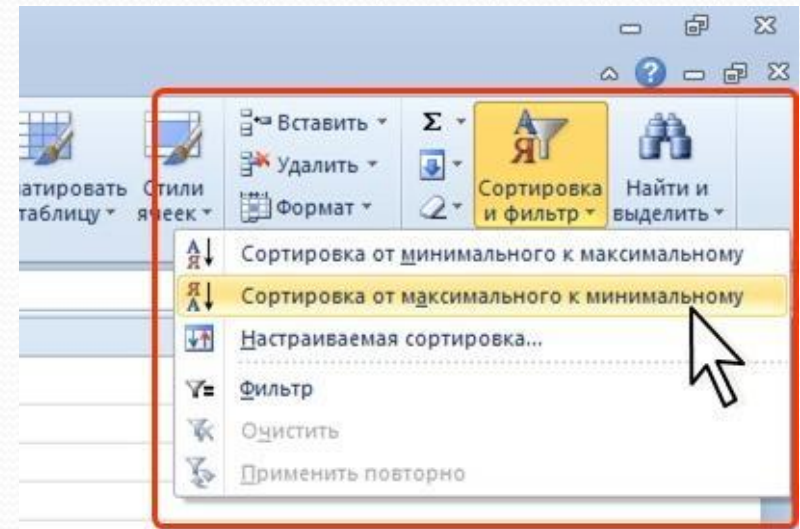 Вставить
Удалить
Формат
Σ
атировать
таблицу
Стили
ячеек
Сортировка
и фильтр
Найти и
выделить
Сортировка от минимального к максимальному
Сортировка от максимального к минимальному
Настраиваемая сортировка...
Фильтр
Очистить
Применить повторно